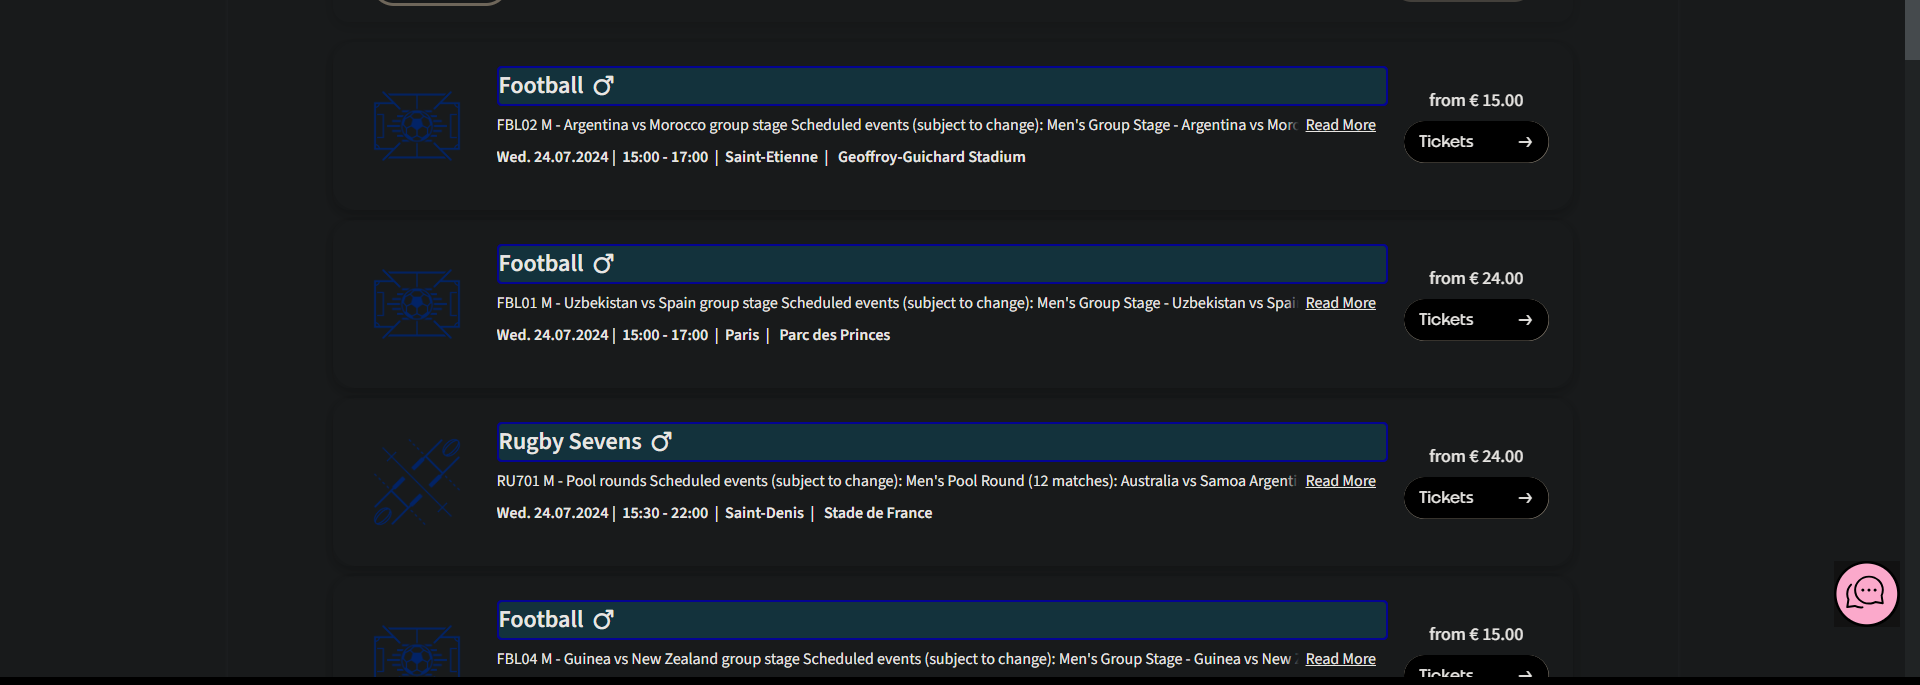 Football ♂
from € 15.00
FBL02 M - Argentina vs Morocco group stage Scheduled events (subject to change): Men's Group Stage - Argentina vs Read More
Tickets →
Wed. 24.07.2024 | 15:00 - 17:00 | Saint-Etienne | Geoffroy-Guichard Stadium
Football ♂
from € 24.00
FBL01 M - Uzbekistan vs Spain group stage Scheduled events (subject to change): Men's Group Stage - Uzbekistan vs Spai Read More
Tickets →
Wed. 24.07.2024 | 15:00 - 17:00 | Paris | Parc des Princes
Rugby Sevens ♂
from € 24.00
RU701 M - Pool rounds Scheduled events (subject to change): Men's Pool Round (12 matches): Australia vs Samoa Argenti Read More
Tickets →
Wed. 24.07.2024 | 15:30 - 22:00 | Saint-Denis | Stade de France
Football ♂
from € 15.00
FBL04 M - Guinea vs New Zealand group stage Scheduled events (subject to change): Men's Group Stage - Guinea vs New Read More
Tickets →